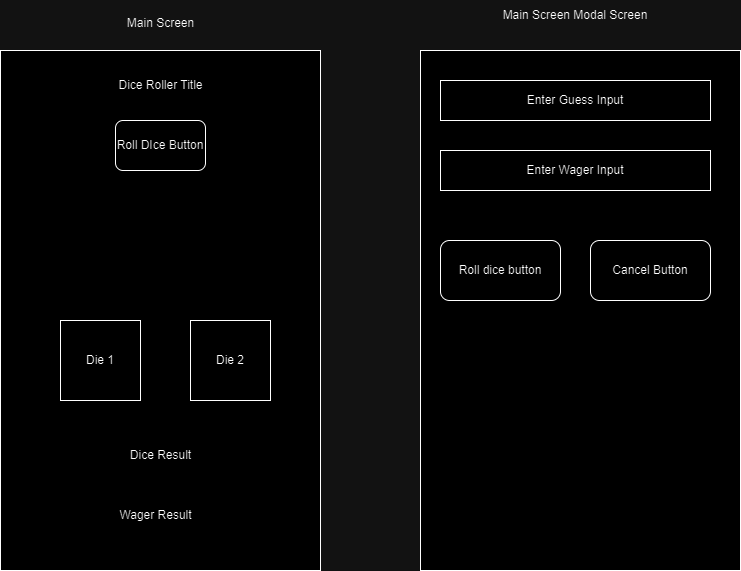 Main Screen
Main Screen Modal Screen
Dice Roller Title
Roll DIce Button
Die 1
Die 2
Dice Result
Wager Result
Enter Guess Input
Enter Wager Input
Roll dice button
Cancel Button